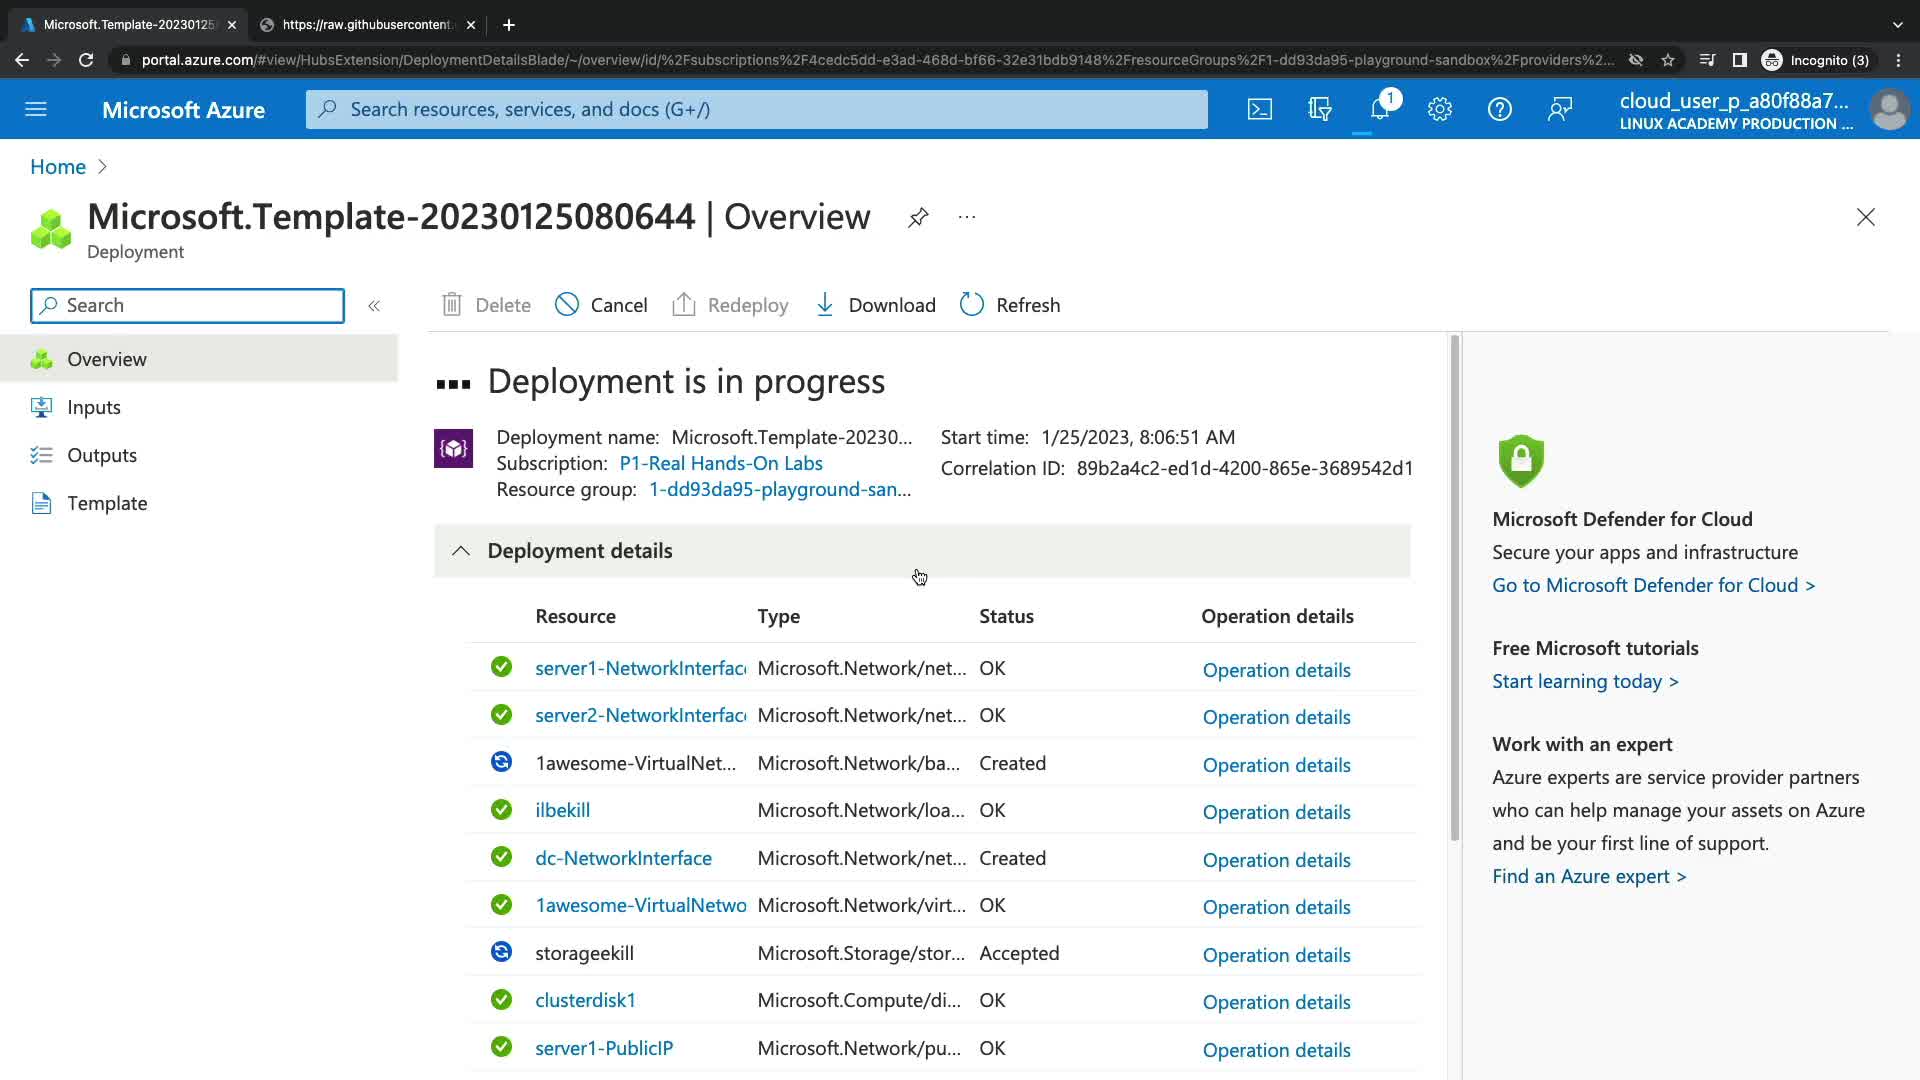 Microsoft.Template-20230125
https://raw.githubusercontent.
portal.azure.com/#view/HubsExtension/DeploymentDetailsBlade/~/overview/id/%2Fsubscriptions%2F4cedc5dd-e3ad-468d-bf66-32e31bdb9148%2FresourceGroups%2F1-dd93da95-playground-sandbox%2Fproviders%2...
Incognito (3)
Microsoft Azure
Search resources, services, and docs (G+/)
1
cloud_user_p_a80f88a7...
LINUX ACADEMY PRODUCTION ...
Home >
Microsoft.Template-20230125080644 | Overview
Deployment
Search
Delete
Cancel
Redeploy
Download
Refresh
Overview
Inputs
Outputs
Template
Deployment is in progress
Deployment name: Microsoft.Template-20230...
Subscription: P1-Real Hands-On Labs
Resource group: 1-dd93da95-playground-san...
Start time: 1/25/2023, 8:06:51 AM
Correlation ID: 89b2a4c2-ed1d-4200-865e-3689542d1
Deployment details
Resource Type Status Operation details
server1-NetworkInterfac Microsoft.Network/net... OK Operation details
server2-NetworkInterfac Microsoft.Network/net... OK Operation details
1awesome-VirtualNet... Microsoft.Network/ba... Created Operation details
ilbekill Microsoft.Network/loa... OK Operation details
dc-NetworkInterface Microsoft.Network/net... Created Operation details
1awesome-VirtualNetwo Microsoft.Network/virt... OK Operation details
storageekill Microsoft.Storage/stor... Accepted Operation details
clusterdisk1 Microsoft.Compute/di... OK Operation details
server1-PublicIP Microsoft.Network/pu... OK Operation details
Microsoft Defender for Cloud
Secure your apps and infrastructure
Go to Microsoft Defender for Cloud >
Free Microsoft tutorials
Start learning today >
Work with an expert
Azure experts are service provider partners
who can help manage your assets on Azure
and be your first line of support.
Find an Azure expert >